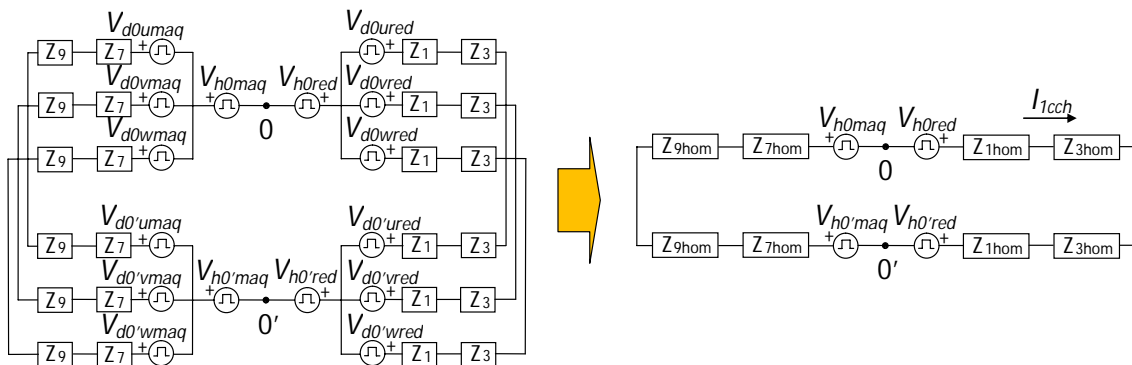 Vd0umaq Vd0ured
Z9 Z7 + + Z1 Z3
Vd0vmaq Vh0maq Vh0red Vd0vred
Z9 Z7 + + + + Z1 Z3
Vd0wmaq 0 Vd0wred
Z9 Z7 + + Z1 Z3
Vd0'umaq Vd0'ured
Z9 Z7 + + Z1 Z3
Vd0'vmaq Vh0'maq Vh0'red Vd0'vred
Z9 Z7 + + + + Z1 Z3
Vd0'wmaq 0' Vd0'wred
Z9 Z7 + + Z1 Z3
I1cch
Vh0maq Vh0red
Z9hom Z7hom + + Z1hom Z3hom
0
Vh0'maq Vh0'red
Z9hom Z7hom + + Z1hom Z3hom
0'